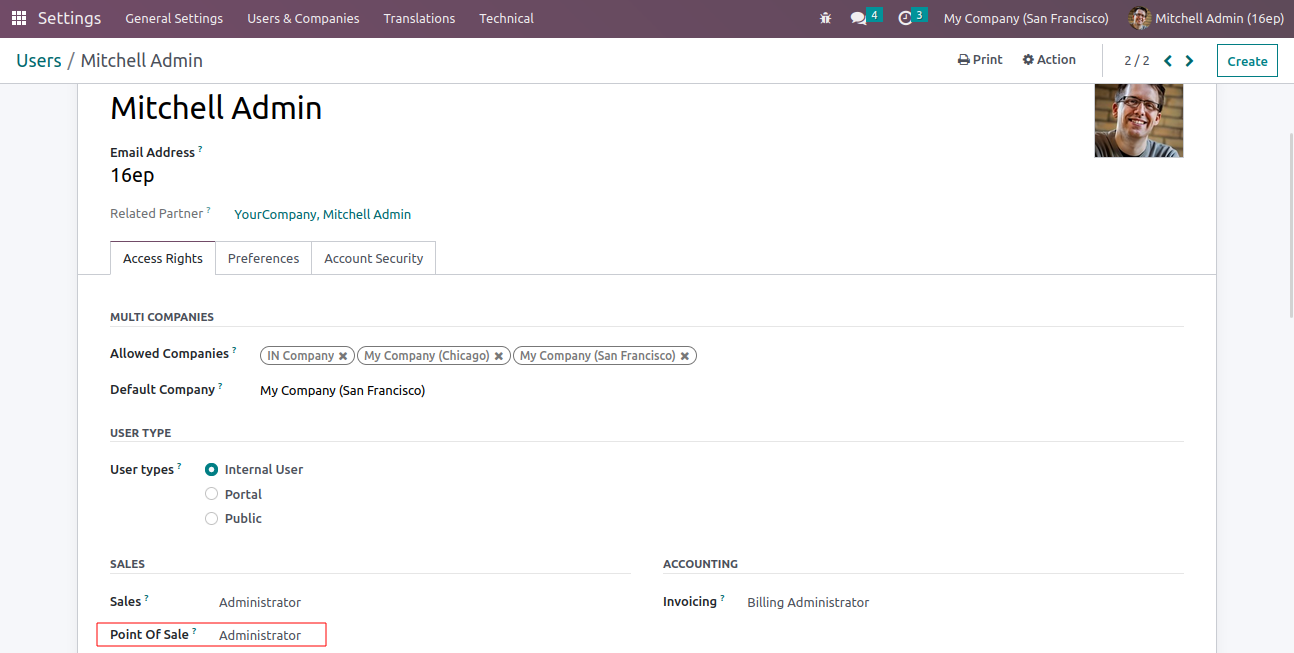 Settings General Settings Users & Companies Translations Technical 4 3 My Company (San Francisco) Mitchell Admin (16ep)
Users / Mitchell Admin Print Action 2 / 2 Create
Mitchell Admin
Email Address ?
16ep
Related Partner ? YourCompany, Mitchell Admin
Access Rights Preferences Account Security
MULTI COMPANIES
Allowed Companies ? IN Company ✖ My Company (Chicago) ✖ My Company (San Francisco) ✖
Default Company ? My Company (San Francisco)
USER TYPE
User types ? Internal User
Portal
Public
SALES ACCOUNTING
Sales ? Administrator Invoicing ? Billing Administrator
Point Of Sale ? Administrator